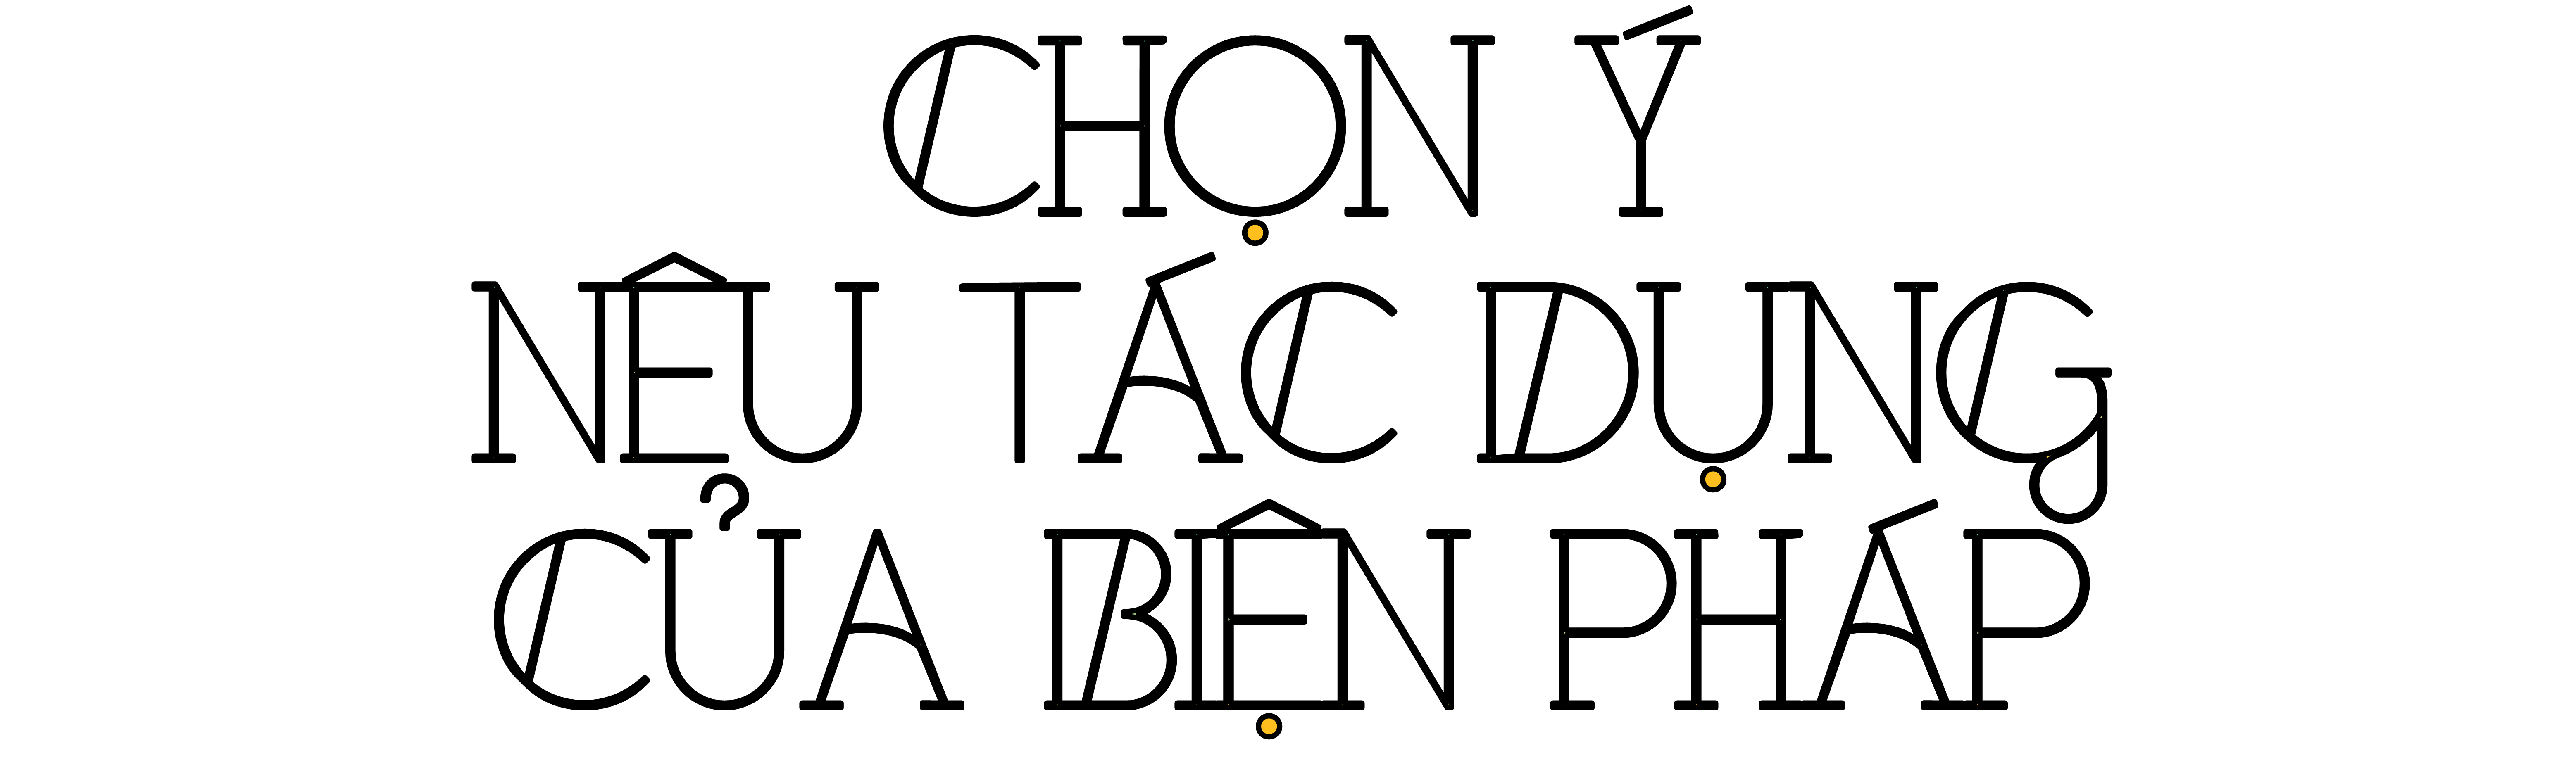 CHỌN Ý
NÊU TÁC DỤNG
CỦA BIỆN PHÁP